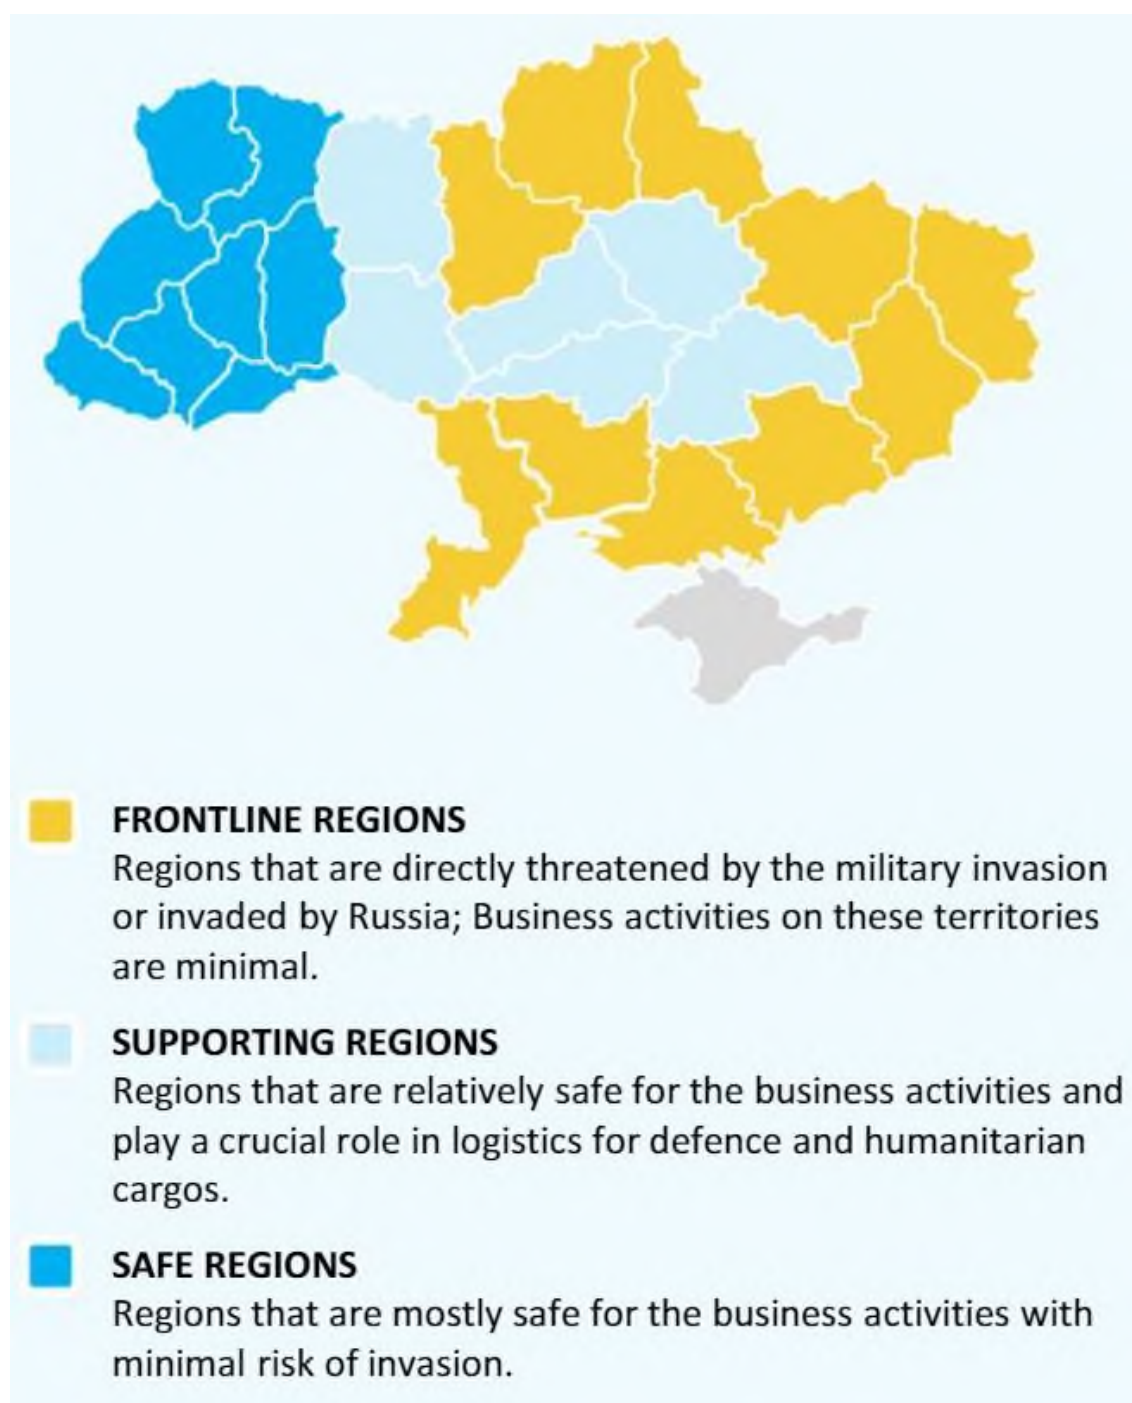 FRONTLINE REGIONS
Regions that are directly threatened by the military invasion
or invaded by Russia; Business activities on these territories
are minimal.
SUPPORTING REGIONS
Regions that are relatively safe for the business activities and
play a crucial role in logistics for defence and humanitarian
cargos.
SAFE REGIONS
Regions that are mostly safe for the business activities with
minimal risk of invasion.